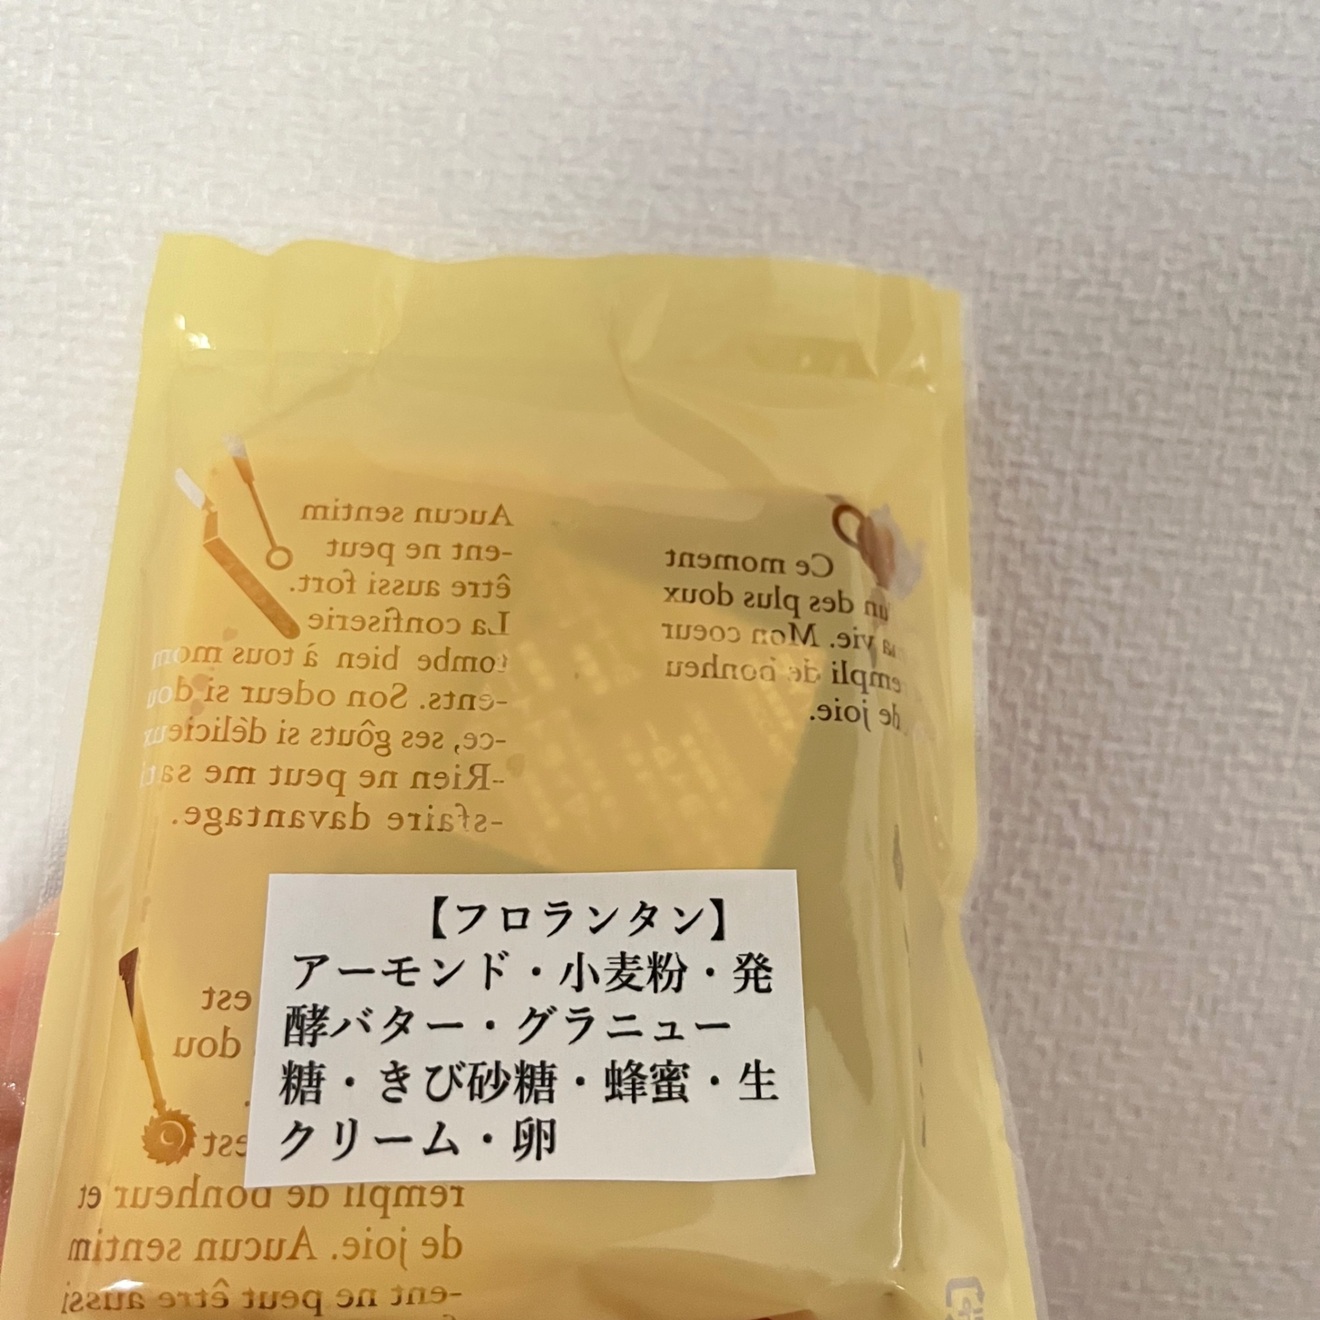 Aucun sentim
-ent ne peut
être aussi fort.
La confiserie
tombe bien à tous mom
-ents. Son odeur si dou
-ce, ses goûts si délicieux
-Rien ne peut me sati
-sfaire davantage.
Ce moment
un des plus doux
ma vie. Mon coeur
rempli de bonheu
de joie.
【フロランタン】
アーモンド・小麦粉・発
酵バター・グラニュー
糖・きび砂糖・蜂蜜・生
クリーム・卵
est
dou
est
rempli de bonheur et
de joie. Aucun sentim
-ent ne peut être aussi